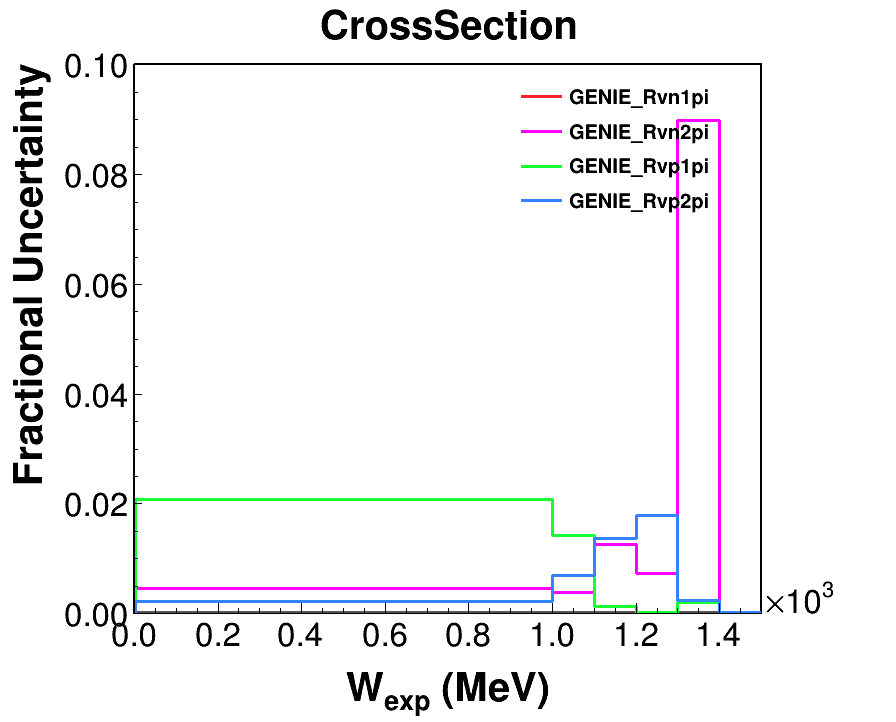 CrossSection
Fractional Uncertainty
0.10
0.08
0.06
0.04
0.02
0.00
GENIE_Rvn1pi
GENIE_Rvn2pi
GENIE_Rvp1pi
GENIE_Rvp2pi
0.0 0.2 0.4 0.6 0.8 1.0 1.2 1.4
×10³
W_exp (MeV)